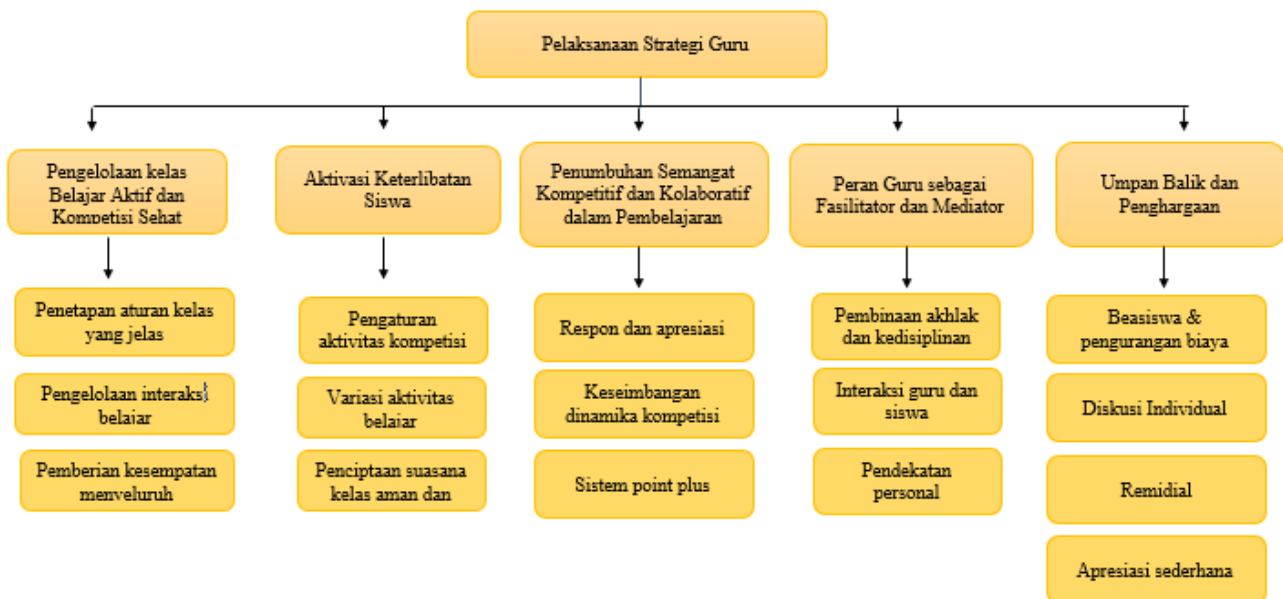 Pelaksanaan Strategi Guru
Pengelolaan kelas
Belajar Aktif dan
Kompetisi Sehat
Aktivasi Keterlibatan
Siswa
Penumbuhan Semangat
Kompetitif dan Kolaboratif
dalam Pembelajaran
Peran Guru sebagai
Fasilitator dan Mediator
Umpan Balik dan
Penghargaan
Penetapan aturan kelas
yang jelas
Pengelolaan interaksi
belajar
Pemberian kesempatan
menyeluruh
Pengaturan
aktivitas kompetisi
Variasi aktivitas
belajar
Penciptaan suasana
kelas aman dan
Respon dan apresiasi
Keseimbangan
dinamika kompetisi
Sistem point plus
Pembinaan akhlak
dan kedisiplinan
Interaksi guru dan
siswa
Pendekatan
personal
Beasiswa &
pengurangan biaya
Diskusi Individual
Remidial
Apresiasi sederhana